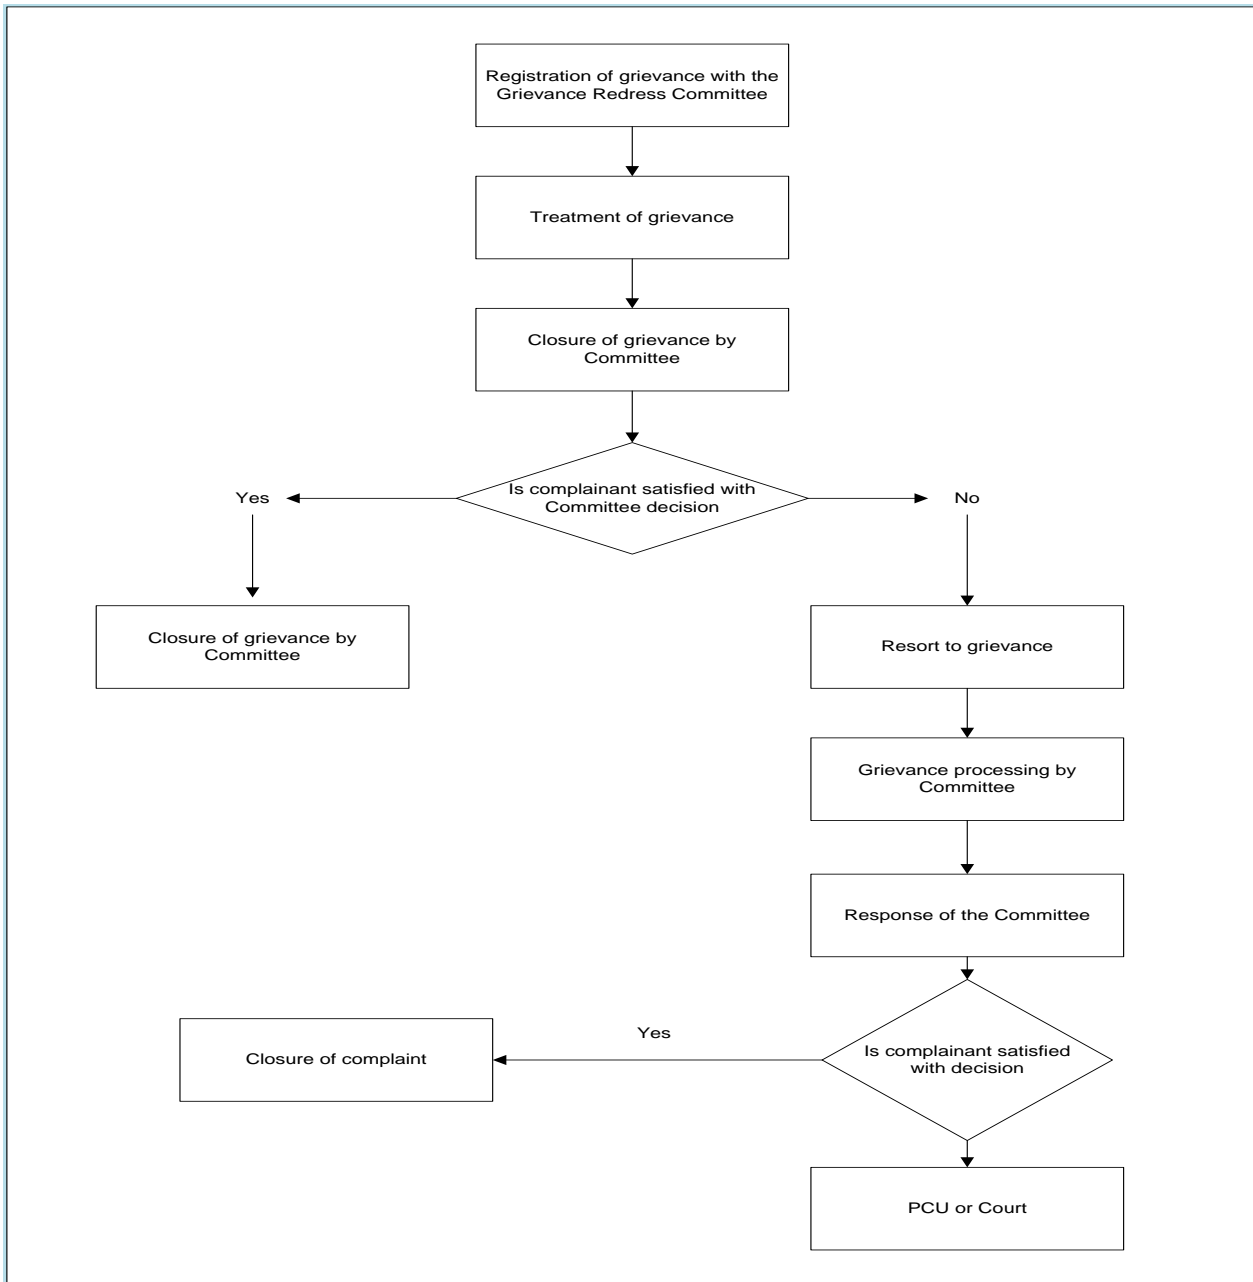 Registration of grievance with the
Grievance Redress Committee
Treatment of grievance
Closure of grievance by
Committee
Is complainant satisfied with
Committee decision
Yes
No
Closure of grievance by
Committee
Resort to grievance
Grievance processing by
Committee
Response of the Committee
Yes
Closure of complaint
Is complainant satisfied
with decision
PCU or Court